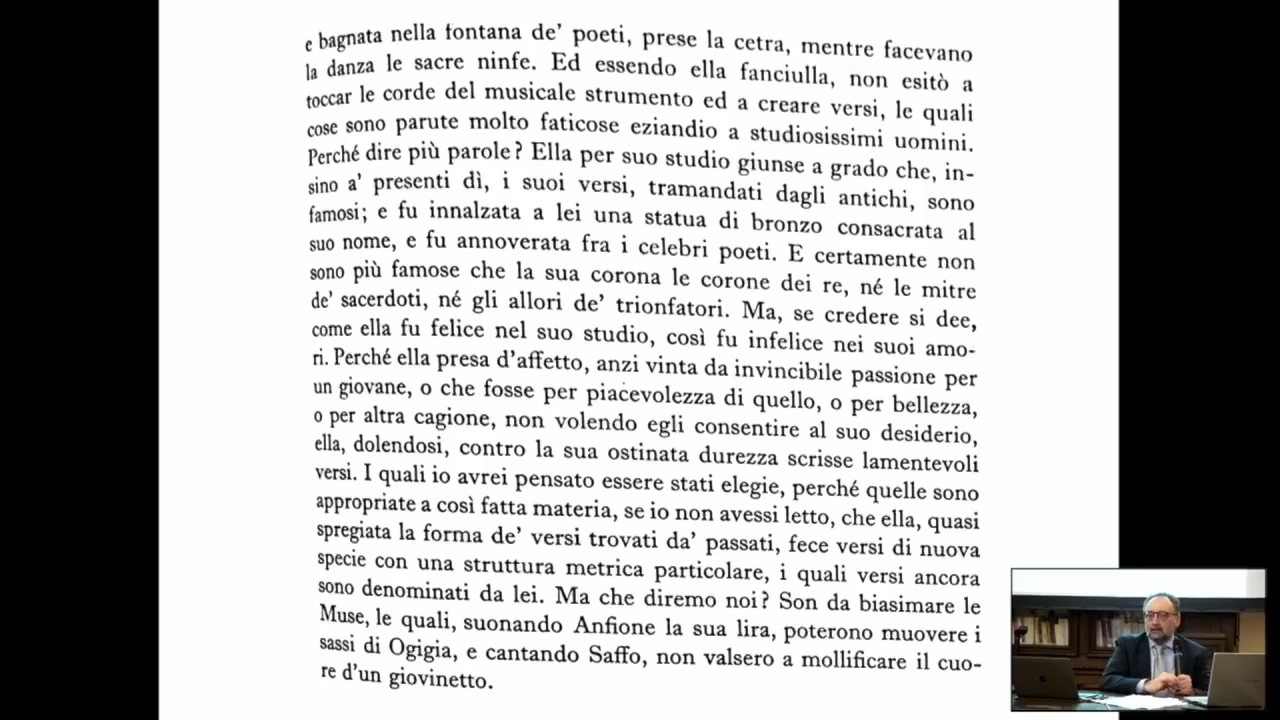 e bagnata nella fontana de' poeti, prese la cetra, mentre facevano
la danza le sacre ninfe. Ed essendo ella fanciulla, non esitò a
toccar le corde del musicale strumento ed a creare versi, le quali
cose sono parute molto faticose eziandio a studiosissimi uomini.
Perché dire più parole? Ella per suo studio giunse a grado che, in-
sino a' presenti dì, i suoi versi, tramandati dagli antichi, sono
famosi; e fu innalzata a lei una statua di bronzo consacrata al
suo nome, e fu annoverata fra i celebri poeti. E certamente non
sono più famose che la sua corona le corone dei re, né le mitre
de' sacerdoti, né gli allori de' trionfatori. Ma, se credere si dee,
come ella fu felice nel suo studio, così fu infelice nei suoi amo-
ri. Perché ella presa d'affetto, anzi vinta da invincibile passione per
un giovane, o che fosse per piacevolezza di quello, o per bellezza,
o per altra cagione, non volendo egli consentire al suo desiderio,
ella, dolendosi, contro la sua ostinata durezza scrisse lamentevoli
versi. I quali io avrei pensato essere stati elegie, perché quelle sono
appropriate a così fatta materia, se io non avessi letto, che ella, quasi
spregiata la forma de' versi trovati da' passati, fece versi di nuova
specie con una struttura metrica particolare, i quali versi ancora
sono denominati da lei. Ma che diremo noi? Son da biasimare le
Muse, le quali, suonando Anfione la sua lira, poterono muovere i
sassi di Ogigia, e cantando Saffo, non valsero a mollificare il cuo-
re d'un giovinetto.